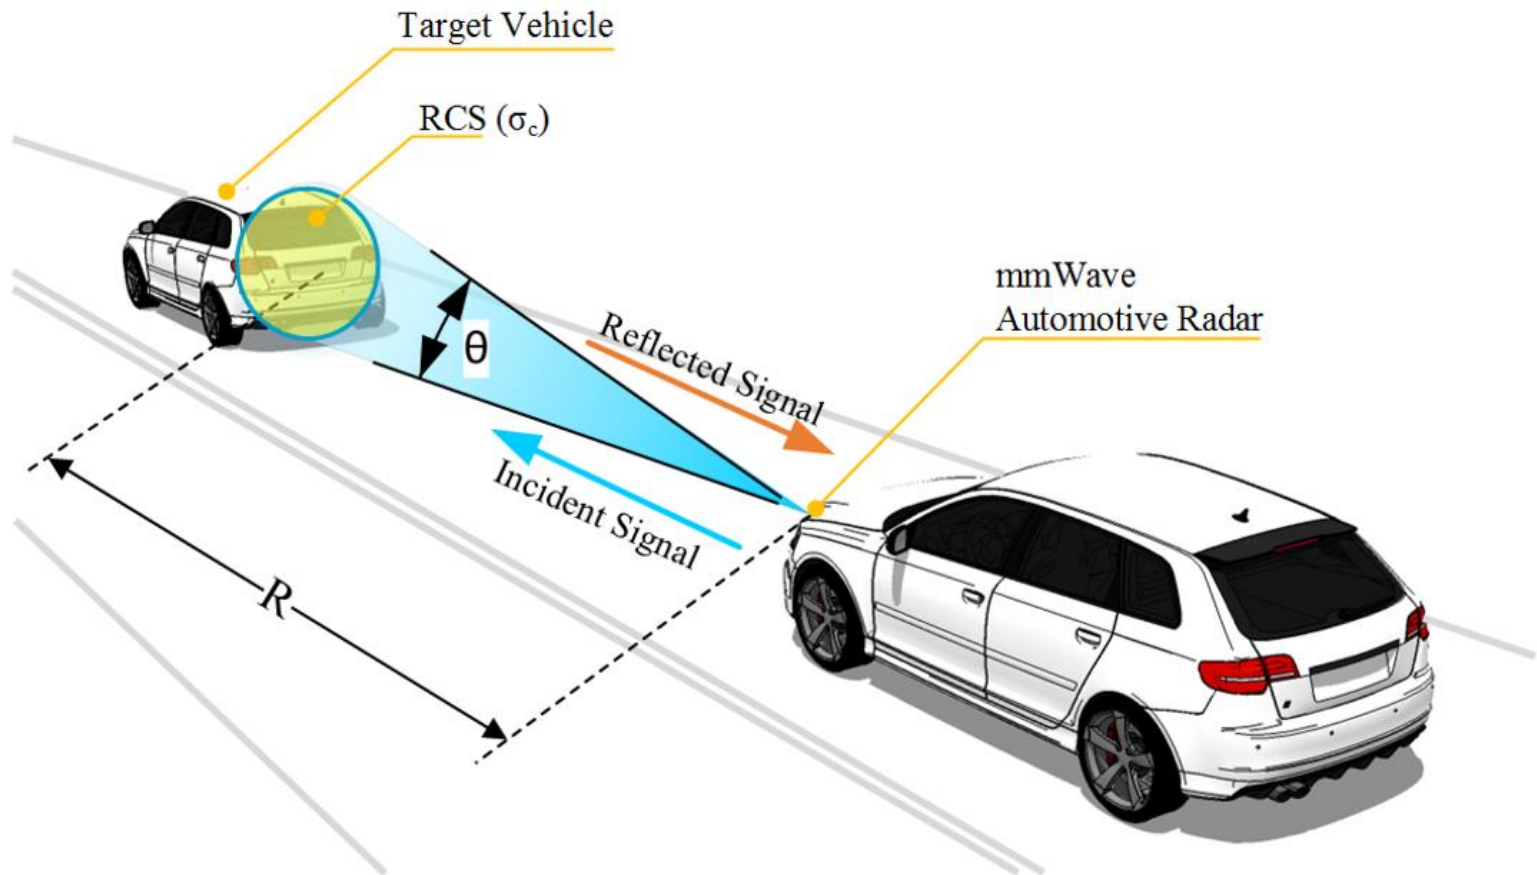 Target Vehicle
RCS (σc)
mmWave
Automotive Radar
Reflected Signal
θ
Incident Signal
R